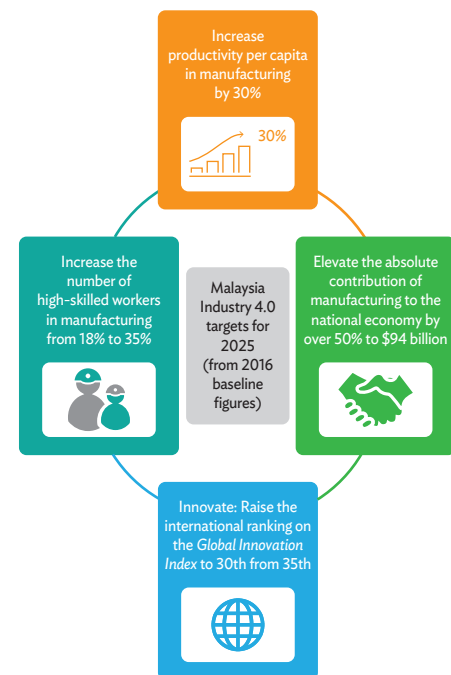 Increase
productivity per capita
in manufacturing
by 30%
30%
Increase the
number of
high-skilled workers
in manufacturing
from 18% to 35%
Malaysia
Industry 4.0
targets for
2025
(from 2016
baseline
figures)
Elevate the absolute
contribution of
manufacturing to the
national economy by
over 50% to $94 billion
Innovate: Raise the
international ranking on
the Global Innovation
Index to 30th from 35th